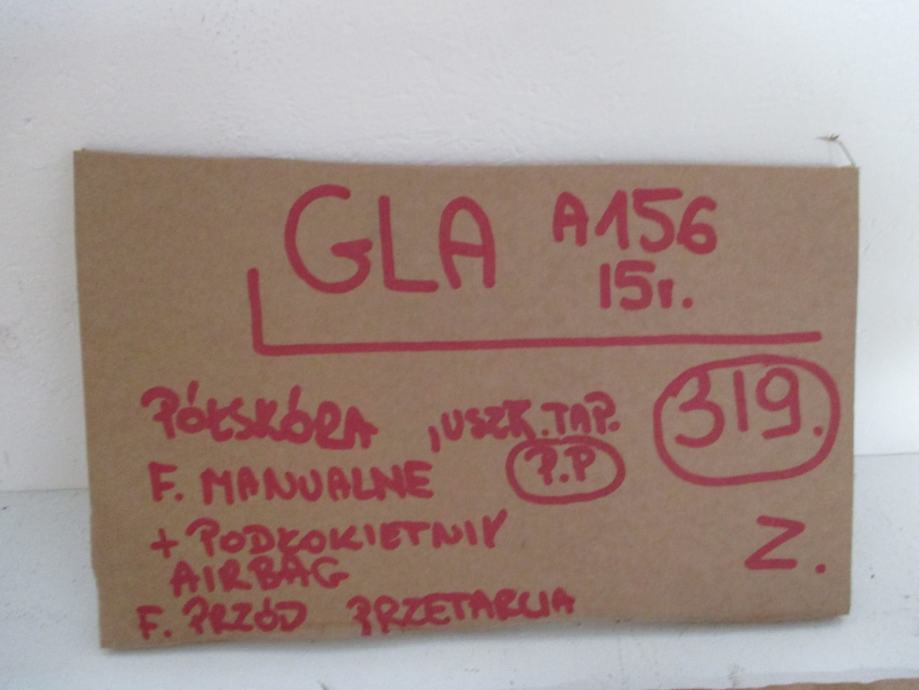 GLA A156
15r.
PÓŁSKÓRA , USZK. TAP. 319.
F. MANUALNE P.P
+ PODŁOKIETNIK Z.
AIRBAG
F. PRZÓD PRZETARCIA